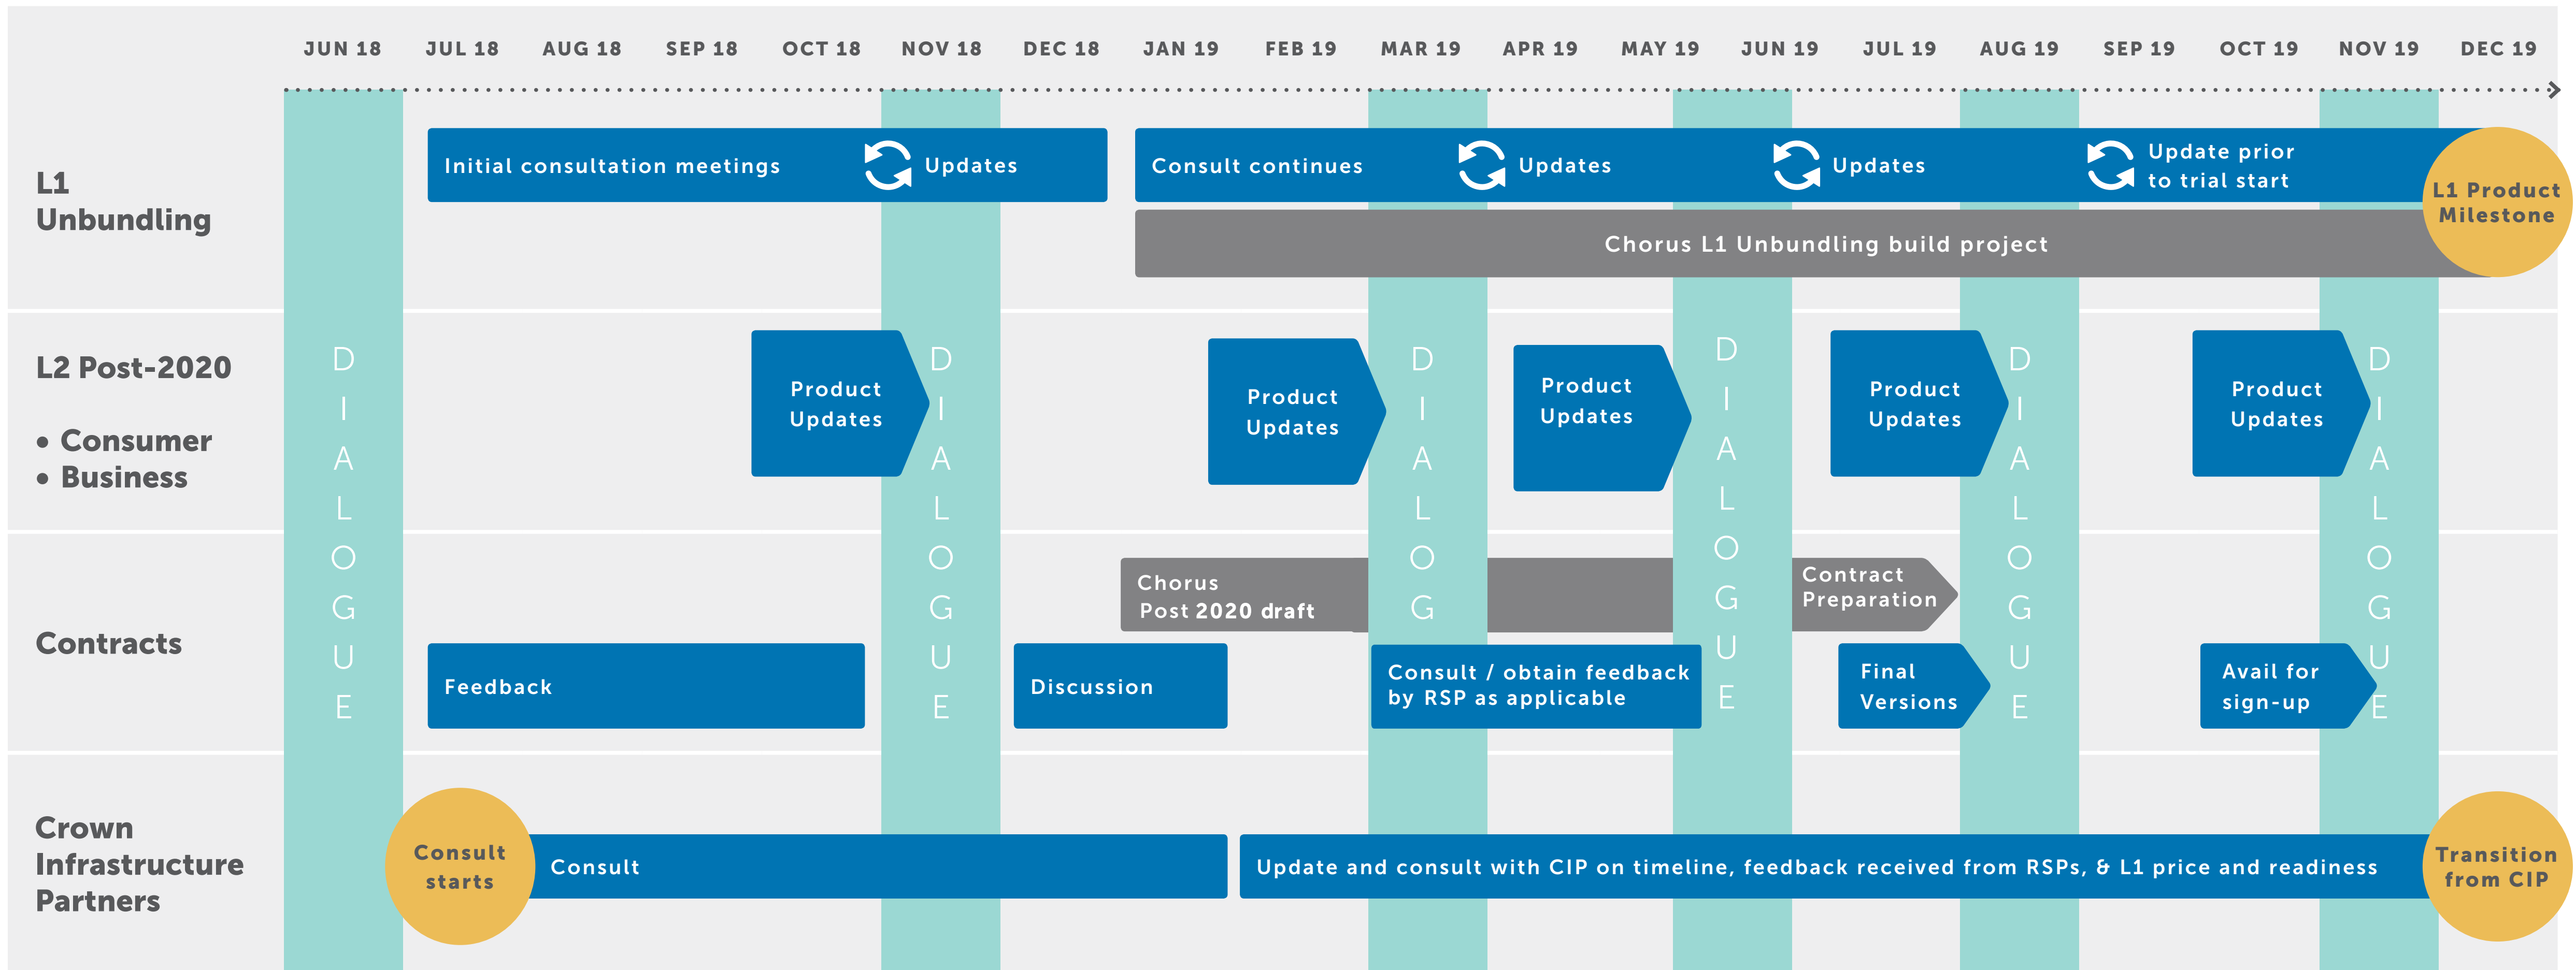 JUN 18 JUL 18 AUG 18 SEP 18 OCT 18 NOV 18 DEC 18 JAN 19 FEB 19 MAR 19 APR 19 MAY 19 JUN 19 JUL 19 AUG 19 SEP 19 OCT 19 NOV 19 DEC 19
L1
Unbundling
Initial consultation meetings
Updates
Consult continues
Updates
Updates
Update prior
to trial start
L1 Product
Milestone
Chorus L1 Unbundling build project
L2 Post-2020
• Consumer
• Business
Product
Updates
Product
Updates
Product
Updates
Product
Updates
Product
Updates
DIALOGUE
DIALOGUE
DIALOG
DIALOGUE
DIALOGUE
DIALOGUE
Contracts
Chorus
Post 2020 draft
Contract
Preparation
Feedback
Discussion
Consult / obtain feedback
by RSP as applicable
Final
Versions
Avail for
sign-up
Crown
Infrastructure
Partners
Consult
starts
Consult
Update and consult with CIP on timeline, feedback received from RSPs, & L1 price and readiness
Transition
from CIP